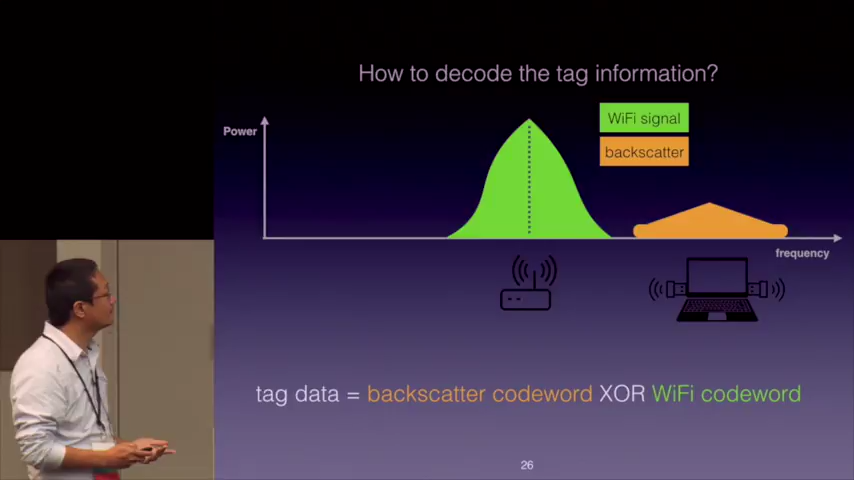 How to decode the tag information?
Power
WiFi signal
backscatter
frequency
tag data = backscatter codeword XOR WiFi codeword
26